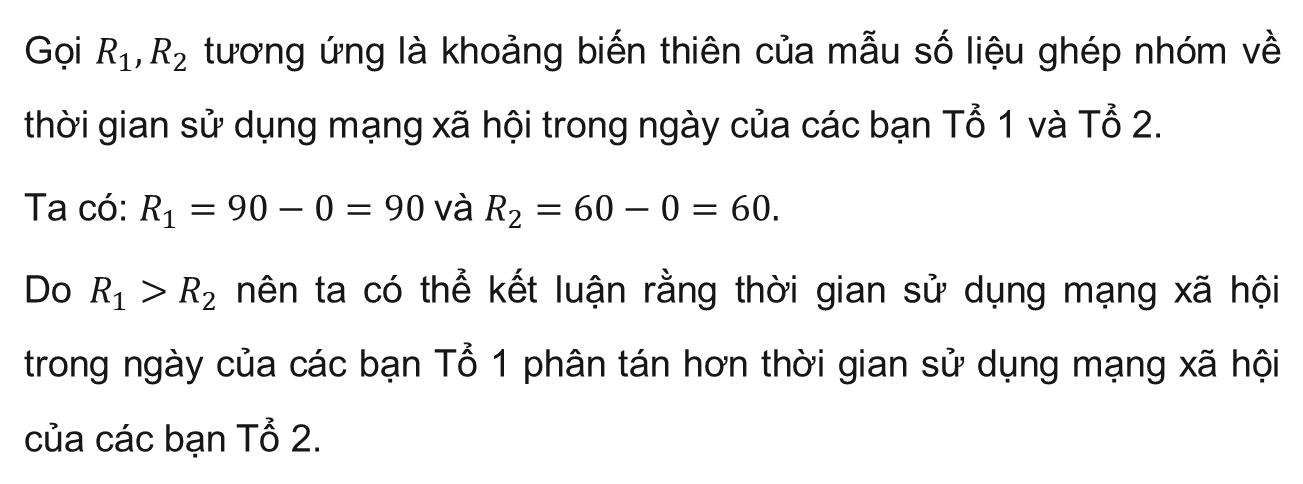 Gọi R₁, R₂ tương ứng là khoảng biến thiên của mẫu số liệu ghép nhóm về
thời gian sử dụng mạng xã hội trong ngày của các bạn Tổ 1 và Tổ 2.
Ta có: R₁ = 90 − 0 = 90 và R₂ = 60 − 0 = 60.
Do R₁ > R₂ nên ta có thể kết luận rằng thời gian sử dụng mạng xã hội
trong ngày của các bạn Tổ 1 phân tán hơn thời gian sử dụng mạng xã hội
của các bạn Tổ 2.